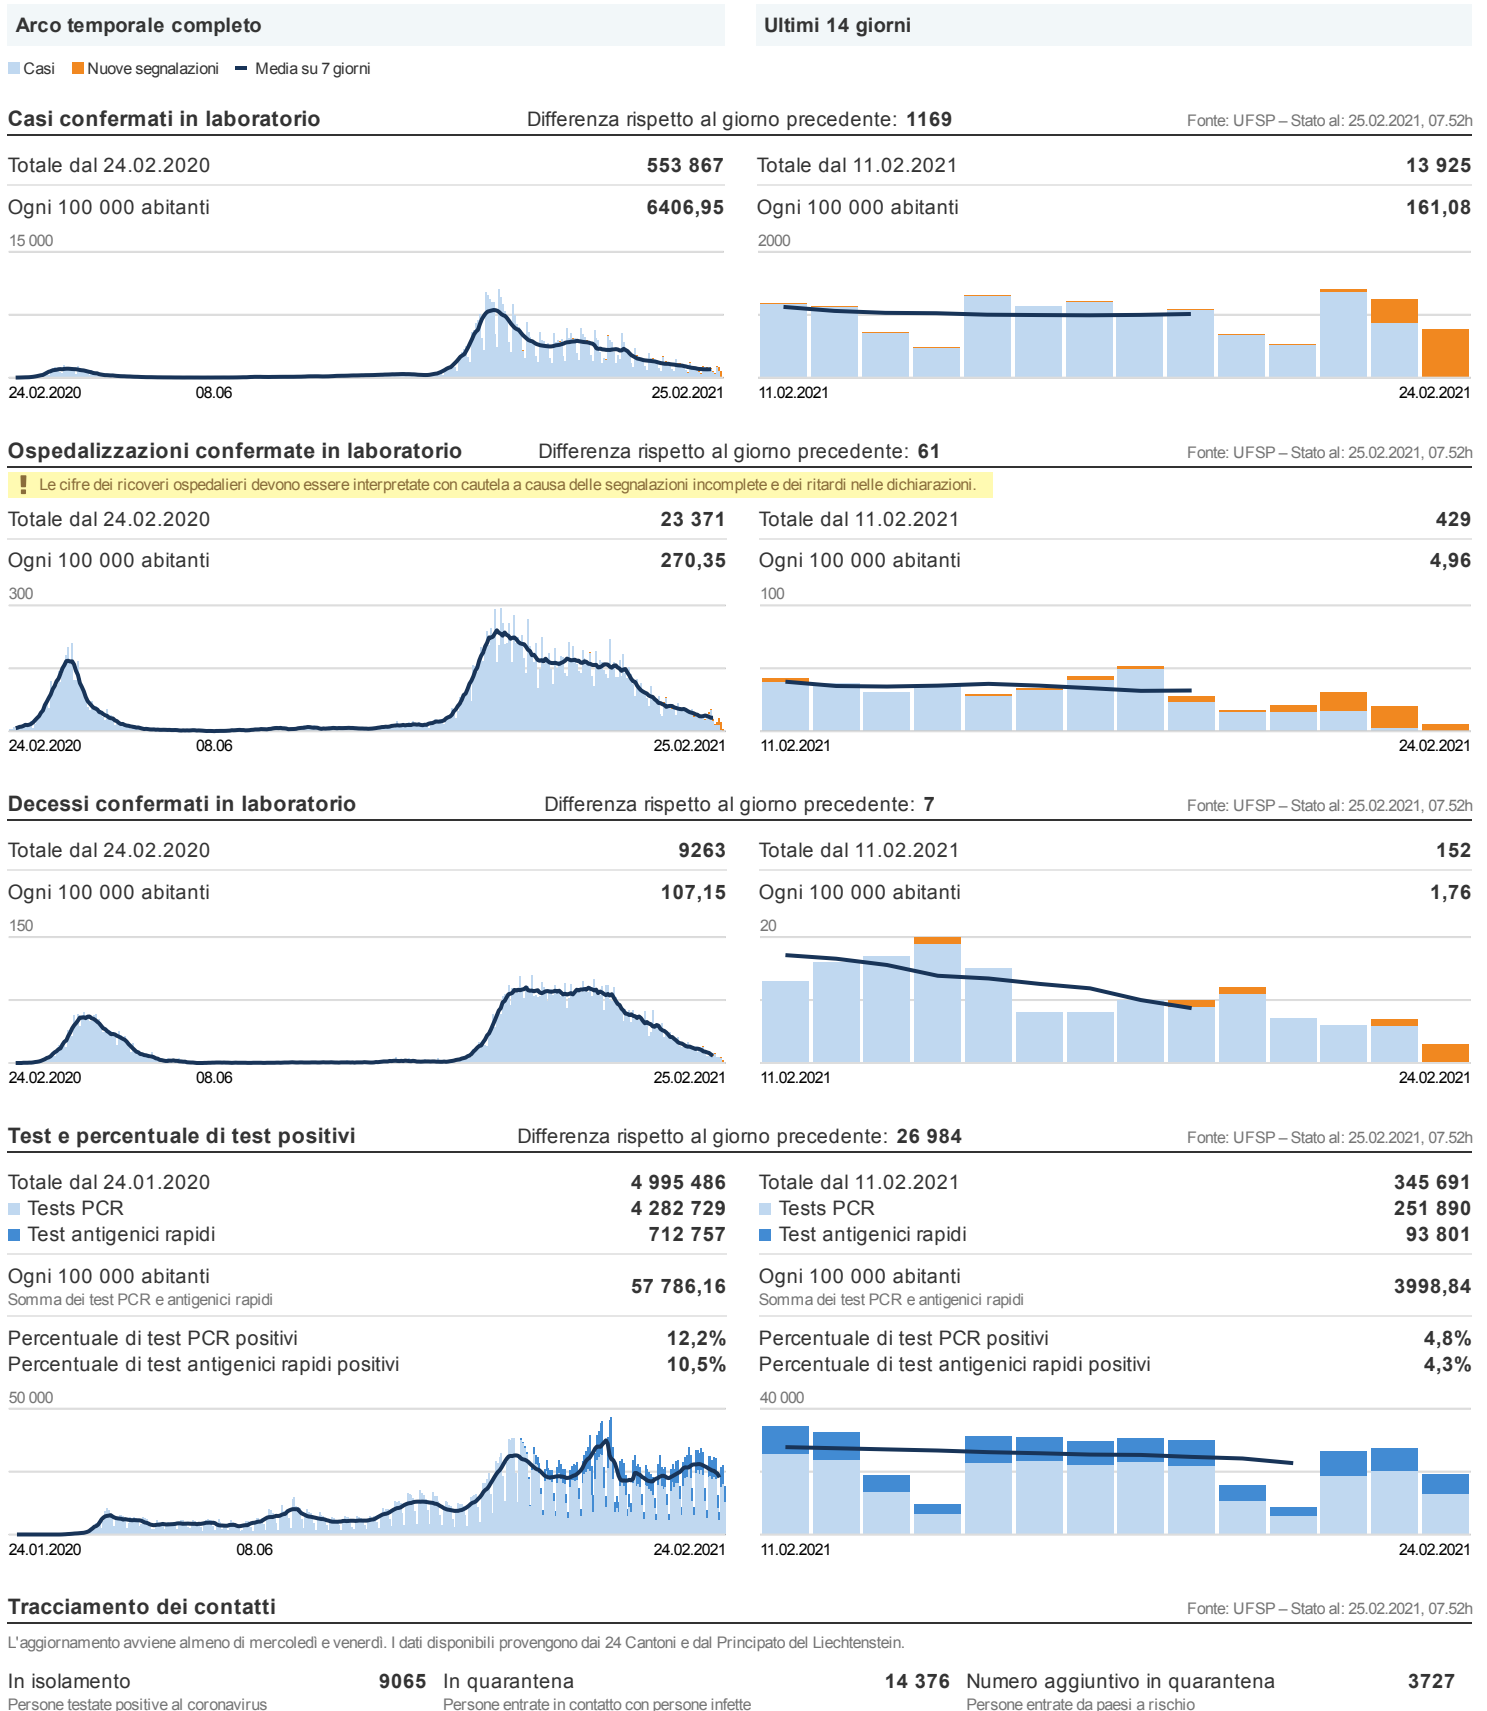 Arco temporale completo
Ultimi 14 giorni
Casi Nuove segnalazioni Media su 7 giorni
Casi confermati in laboratorio Differenza rispetto al giorno precedente: 1169 Fonte: UFSP – Stato al: 25.02.2021, 07.52h
Totale dal 24.02.2020 553 867
Ogni 100 000 abitanti 6406,95
15 000
24.02.2020 08.06 25.02.2021
Totale dal 11.02.2021 13 925
Ogni 100 000 abitanti 161,08
2000
11.02.2021 24.02.2021
Ospedalizzazioni confermate in laboratorio Differenza rispetto al giorno precedente: 61 Fonte: UFSP – Stato al: 25.02.2021, 07.52h
! Le cifre dei ricoveri ospedalieri devono essere interpretate con cautela a causa delle segnalazioni incomplete e dei ritardi nelle dichiarazioni.
Totale dal 24.02.2020 23 371
Ogni 100 000 abitanti 270,35
300
24.02.2020 08.06 25.02.2021
Totale dal 11.02.2021 429
Ogni 100 000 abitanti 4,96
100
11.02.2021 24.02.2021
Decessi confermati in laboratorio Differenza rispetto al giorno precedente: 7 Fonte: UFSP – Stato al: 25.02.2021, 07.52h
Totale dal 24.02.2020 9263
Ogni 100 000 abitanti 107,15
150
24.02.2020 08.06 25.02.2021
Totale dal 11.02.2021 152
Ogni 100 000 abitanti 1,76
20
11.02.2021 24.02.2021
Test e percentuale di test positivi Differenza rispetto al giorno precedente: 26 984 Fonte: UFSP – Stato al: 25.02.2021, 07.52h
Totale dal 24.01.2020 4 995 486
Tests PCR 4 282 729
Test antigenici rapidi 712 757
Ogni 100 000 abitanti 57 786,16
Somma dei test PCR e antigenici rapidi
Percentuale di test PCR positivi 12,2%
Percentuale di test antigenici rapidi positivi 10,5%
50 000
24.01.2020 08.06 24.02.2021
Totale dal 11.02.2021 345 691
Tests PCR 251 890
Test antigenici rapidi 93 801
Ogni 100 000 abitanti 3998,84
Somma dei test PCR e antigenici rapidi
Percentuale di test PCR positivi 4,8%
Percentuale di test antigenici rapidi positivi 4,3%
40 000
11.02.2021 24.02.2021
Tracciamento dei contatti Fonte: UFSP – Stato al: 25.02.2021, 07.52h
L'aggiornamento avviene almeno di mercoledì e venerdì. I dati disponibili provengono dai 24 Cantoni e dal Principato del Liechtenstein.
In isolamento 9065
Persone testate positive al coronavirus
In quarantena 14 376
Persone entrate in contatto con persone infette
Numero aggiuntivo in quarantena 3727
Persone entrate da paesi a rischio